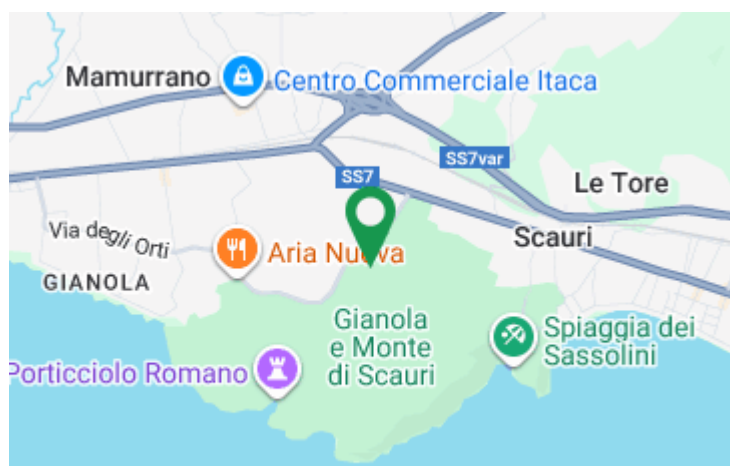 Mamurrano
Centro Commerciale Itaca
SS7var
SS7
Le Tore
Via degli Orti
Scauri
Aria Nuova
GIANOLA
Gianola
e Monte
di Scauri
Spiaggia dei
Sassolini
Porticciolo Romano